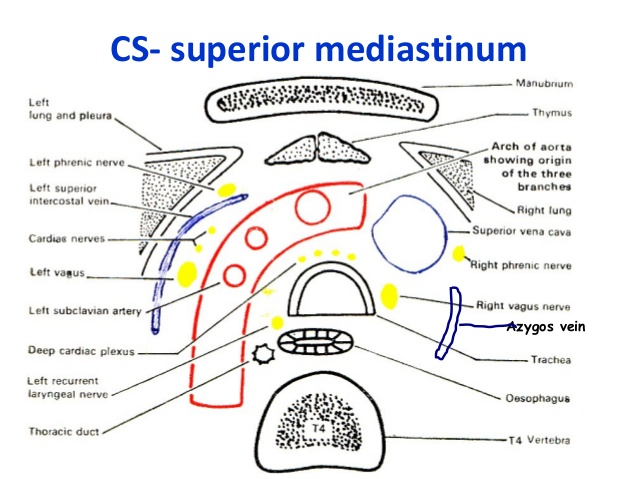 CS- superior mediastinum
Manubrium
Left
lung and pleura
Thymus
Arch of aorta
showing origin
of the three
branches
Left phrenic nerve
Left superior
intercostal vein
Right lung
Superior vena cava
Cardiac nerves
Right phrenic nerve
Left vagus
Right vagus nerve
Left subclavian artery
Azygos vein
Deep cardiac plexus
Trachea
Left recurrent
laryngeal nerve
Oesophagus
Thoracic duct
T4
T4 Vertebra